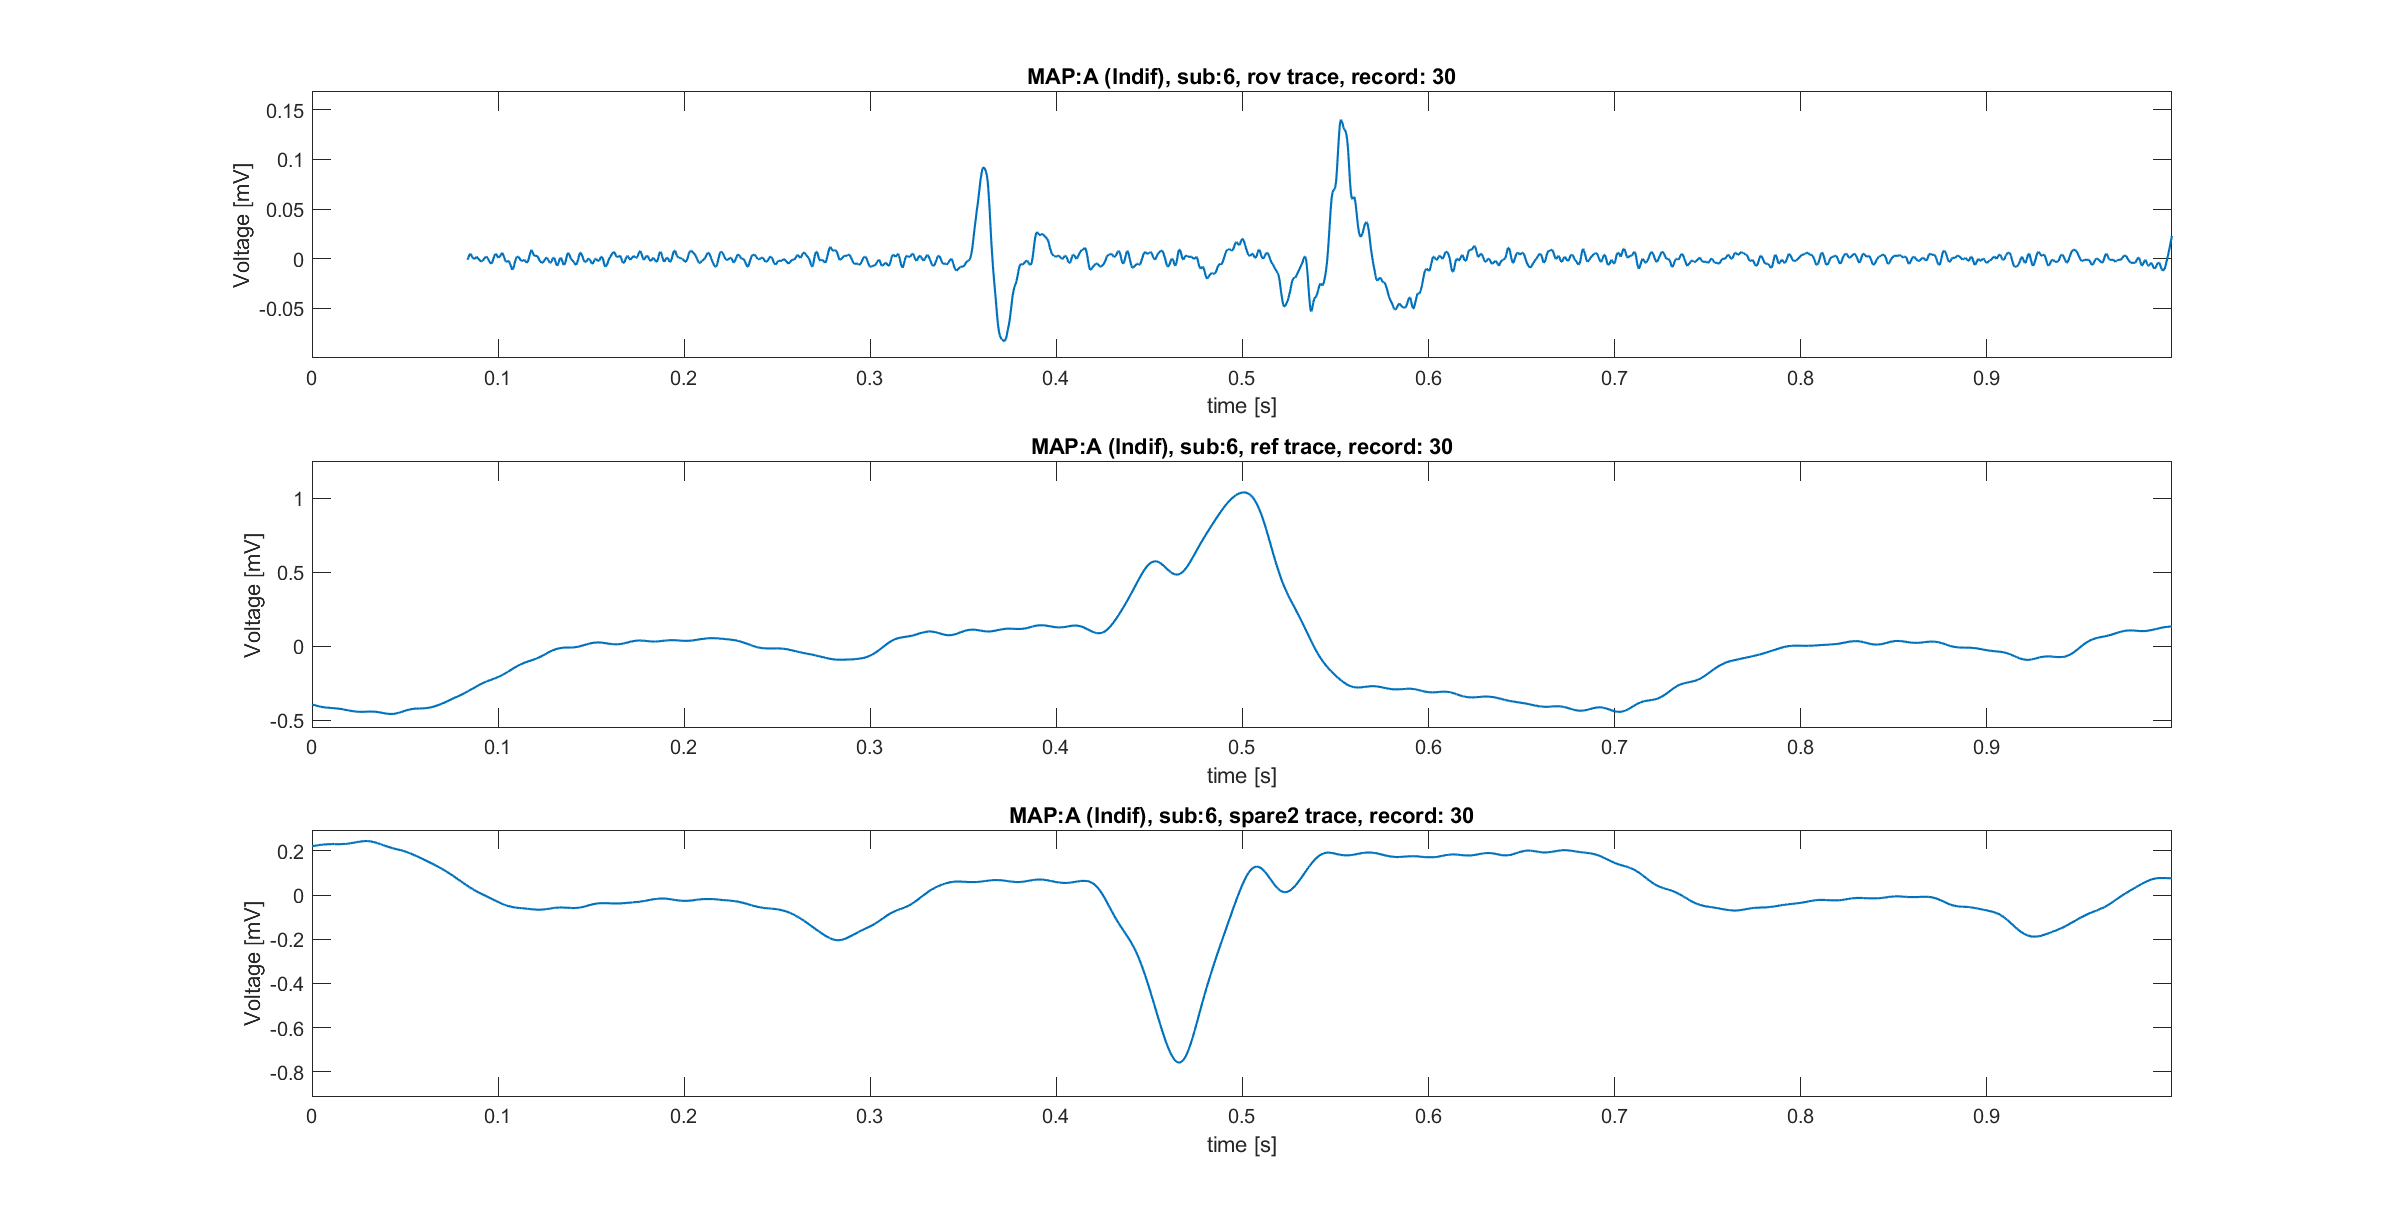 MAP:A (Indif), sub:6, rov trace, record: 30
Voltage [mV]
0.15
0.1
0.05
0
-0.05
0 0.1 0.2 0.3 0.4 0.5 0.6 0.7 0.8 0.9
time [s]
MAP:A (Indif), sub:6, ref trace, record: 30
Voltage [mV]
1
0.5
0
-0.5
0 0.1 0.2 0.3 0.4 0.5 0.6 0.7 0.8 0.9
time [s]
MAP:A (Indif), sub:6, spare2 trace, record: 30
Voltage [mV]
0.2
0
-0.2
-0.4
-0.6
-0.8
0 0.1 0.2 0.3 0.4 0.5 0.6 0.7 0.8 0.9
time [s]